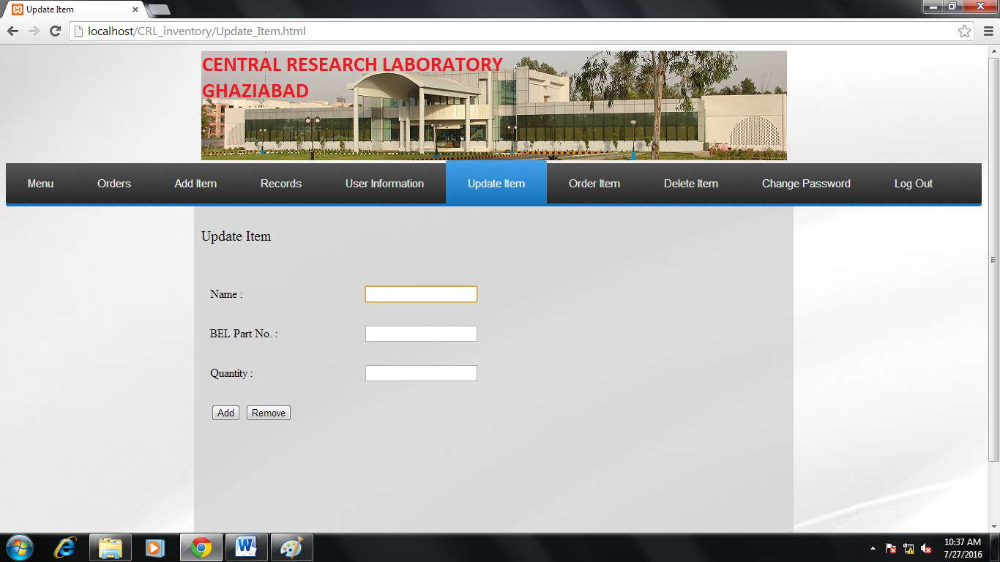 Update Item
localhost/CRL_inventory/Update_Item.html
CENTRAL RESEARCH LABORATORY
GHAZIABAD
Menu Orders Add Item Records User Information Update Item Order Item Delete Item Change Password Log Out
Update Item
Name :
BEL Part No. :
Quantity :
Add Remove
10:37 AM
7/27/2016